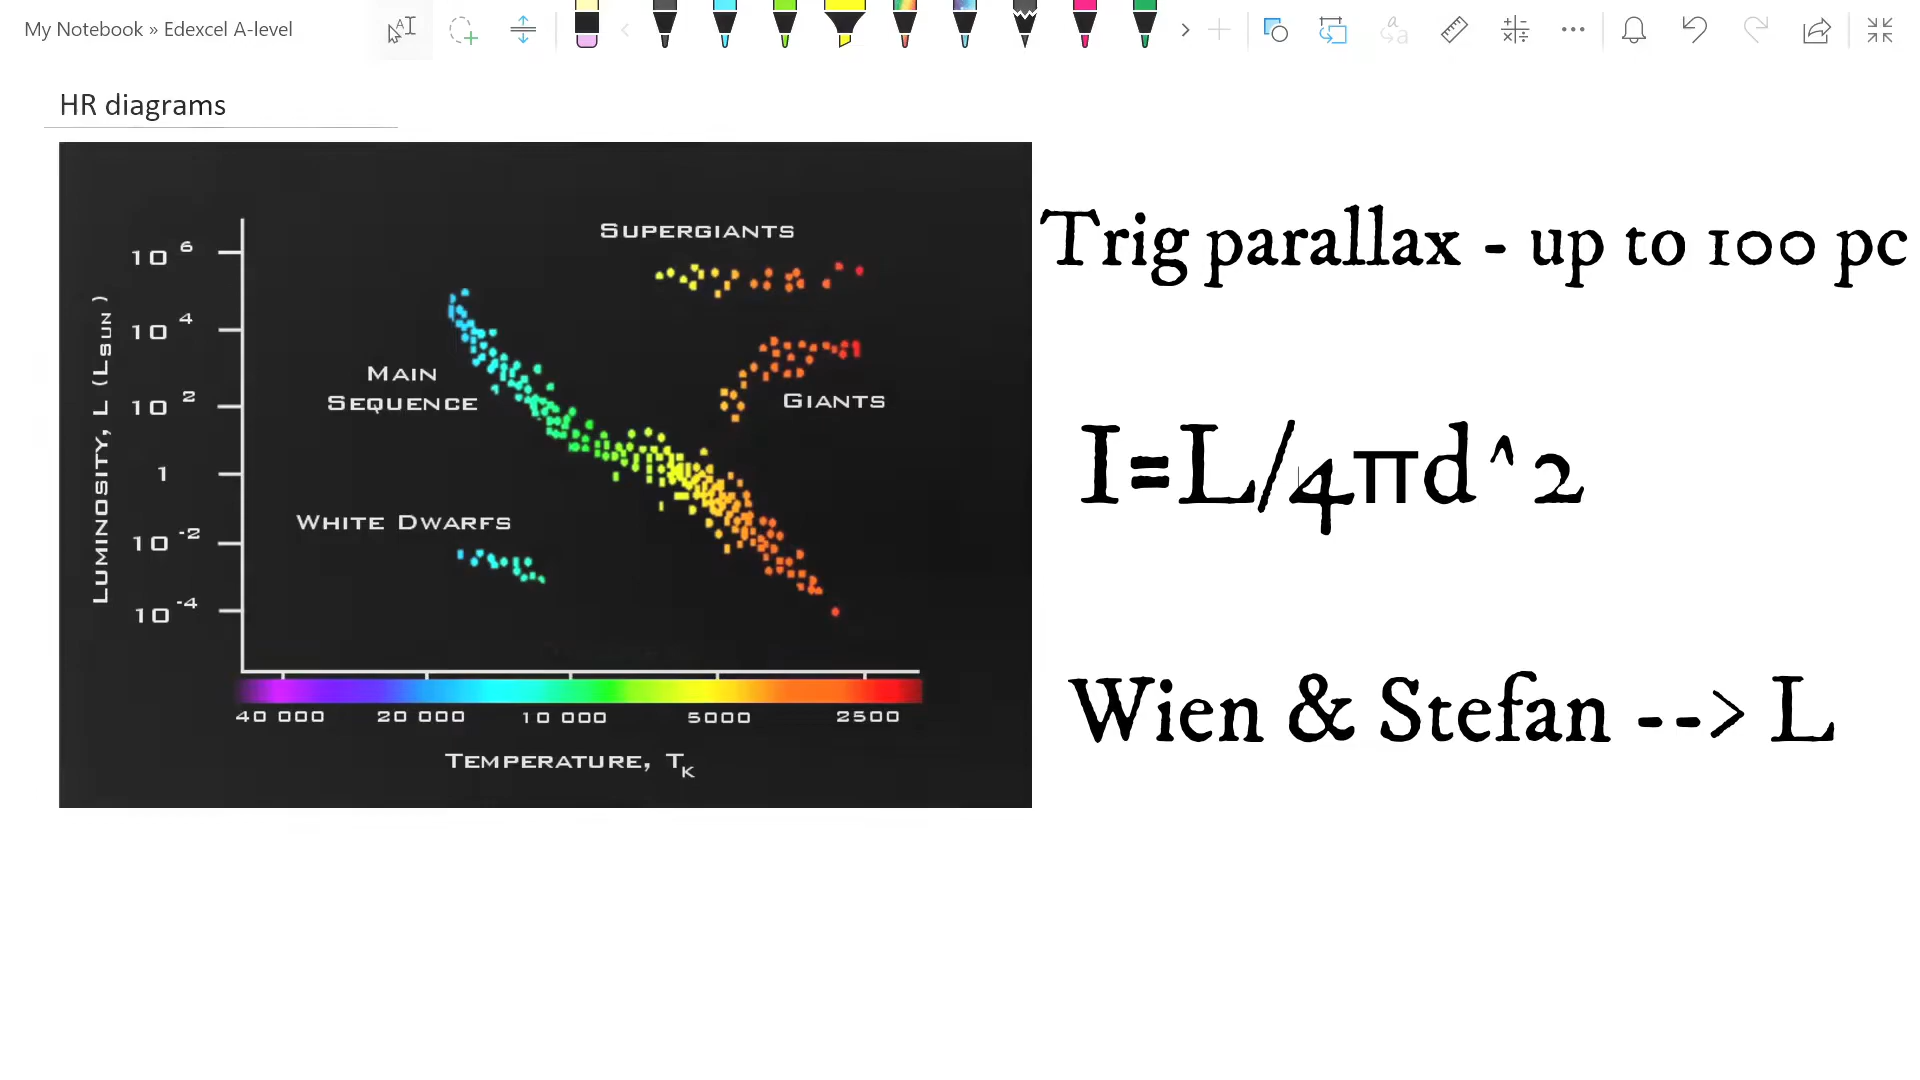 My Notebook » Edexcel A-level
HR diagrams
SUPERGIANTS
MAIN
SEQUENCE
GIANTS
WHITE DWARFS
LUMINOSITY, L (LSUN)
10 6
10 4
10 2
1
10 -2
10 -4
40 000 20 000 10 000 5000 2500
TEMPERATURE, TK
Trig parallax - up to 100 pc
I=L/4πd^2
Wien & Stefan --> L